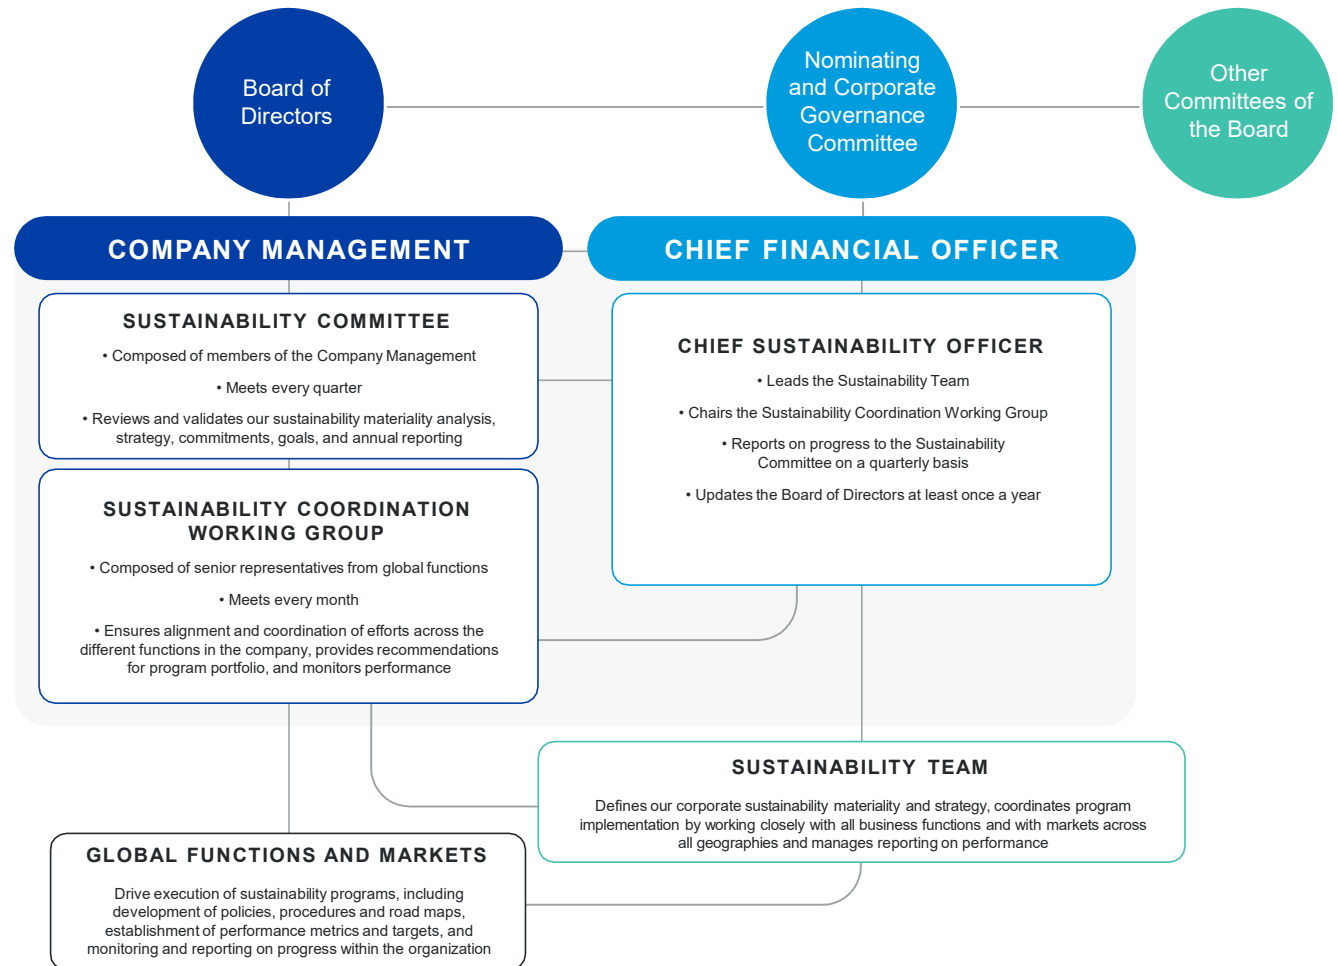 Board of
Directors
Nominating
and Corporate
Governance
Committee
Other
Committees of
the Board
COMPANY MANAGEMENT
CHIEF FINANCIAL OFFICER
SUSTAINABILITY COMMITTEE
• Composed of members of the Company Management
• Meets every quarter
• Reviews and validates our sustainability materiality analysis,
strategy, commitments, goals, and annual reporting
CHIEF SUSTAINABILITY OFFICER
• Leads the Sustainability Team
• Chairs the Sustainability Coordination Working Group
• Reports on progress to the Sustainability
Committee on a quarterly basis
• Updates the Board of Directors at least once a year
SUSTAINABILITY COORDINATION
WORKING GROUP
• Composed of senior representatives from global functions
• Meets every month
• Ensures alignment and coordination of efforts across the
different functions in the company, provides recommendations
for program portfolio, and monitors performance
SUSTAINABILITY TEAM
Defines our corporate sustainability materiality and strategy, coordinates program
implementation by working closely with all business functions and with markets across
all geographies and manages reporting on performance
GLOBAL FUNCTIONS AND MARKETS
Drive execution of sustainability programs, including
development of policies, procedures and road maps,
establishment of performance metrics and targets, and
monitoring and reporting on progress within the organization